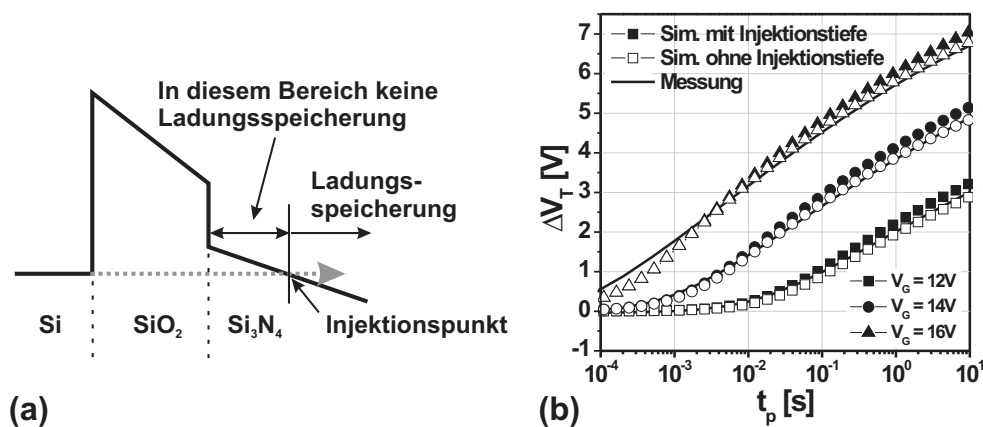 In diesem Bereich keine
Ladungsspeicherung
Ladungs-
speicherung
Si
SiO2
Si3N4
Injektionspunkt
(a)
7
6
5
4
3
2
1
0
-1
ΔVT [V]
Sim. mit Injektionstiefe
Sim. ohne Injektionstiefe
Messung
VG = 12V
VG = 14V
VG = 16V
10-4 10-3 10-2 10-1 100 101
tp [s]
(b)